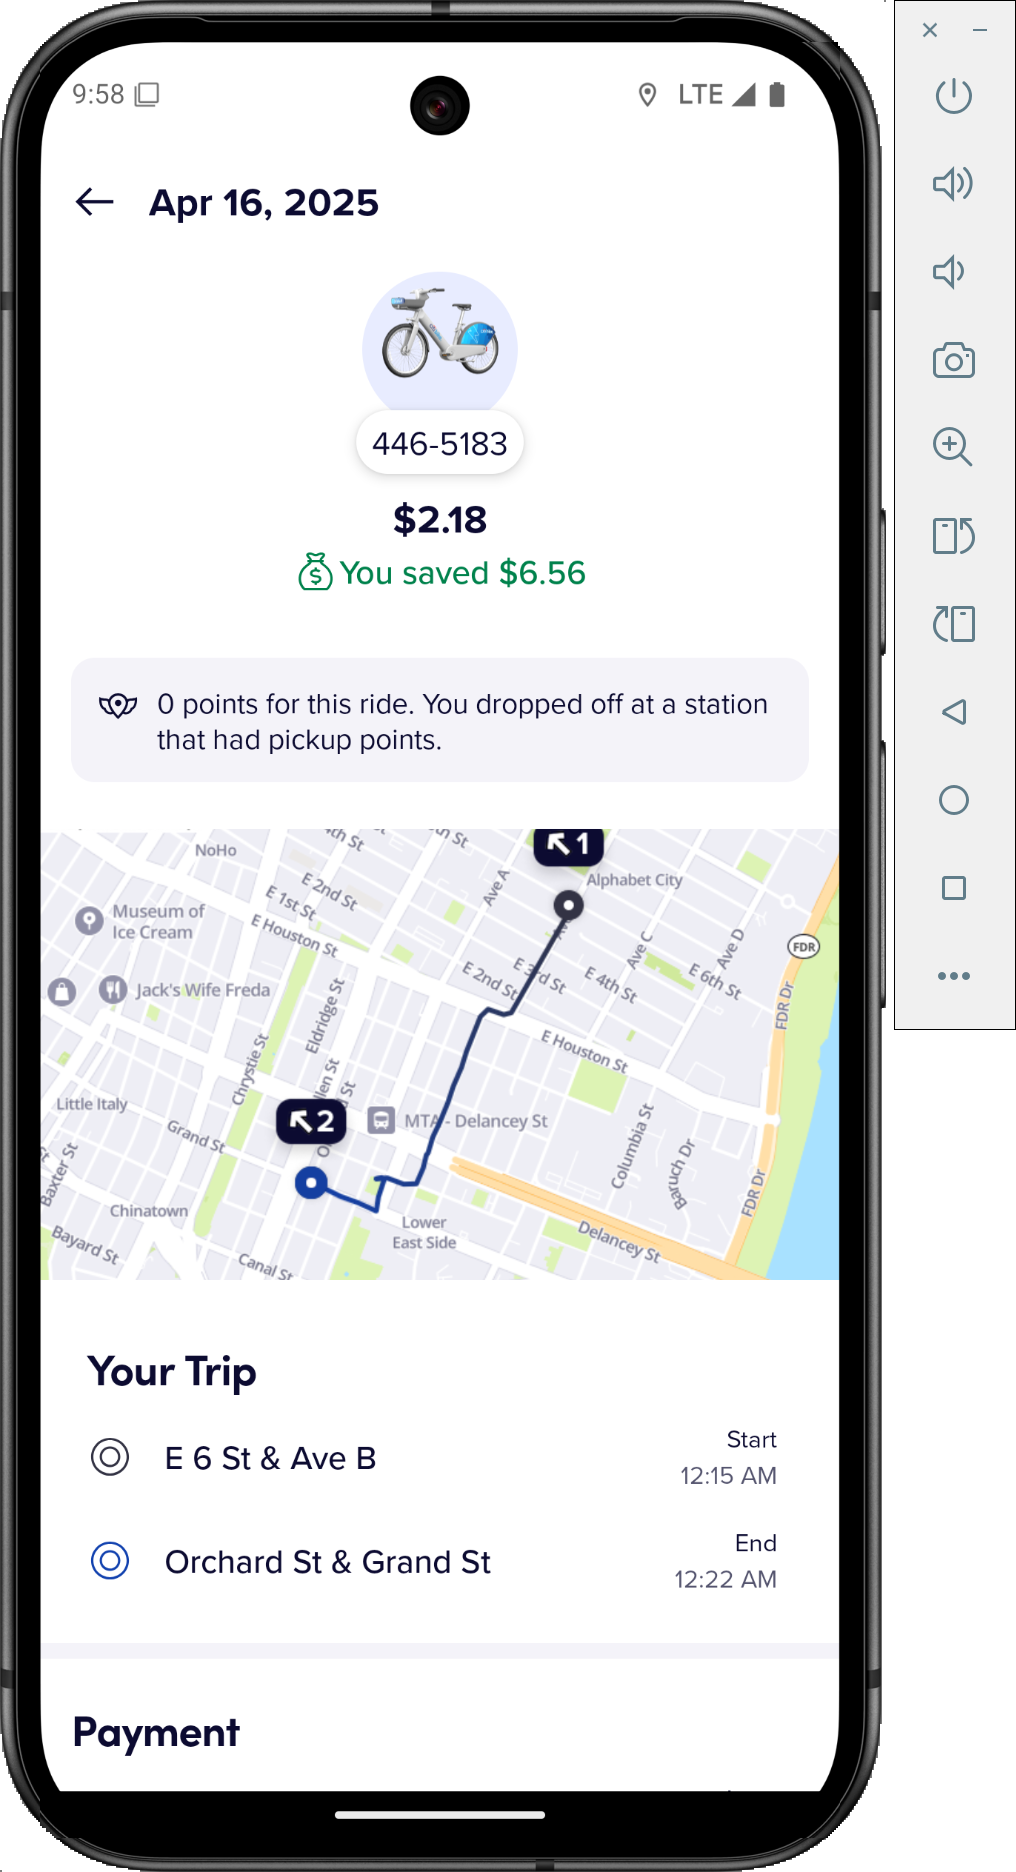 9:58
LTE
Apr 16, 2025
446-5183
$2.18
You saved $6.56
0 points for this ride. You dropped off at a station
that had pickup points.
NoHo
E 2nd St
E 1st St
E Houston St
Museum of
Ice Cream
Jack's Wife Freda
Ave A
1
Alphabet City
E 2nd St
E 3rd St
E 4th St
Ave C
E 6th St
Ave D
FDR
FDR Dr
Eldridge St
Chrystie St
E Houston St
Little Italy
Grand St
2
MTA - Delancey St
Columbia St
Baruch Dr
FDR Dr
Baxter St
Chinatown
Bayard St
Canal St
Lower
East Side
Delancey St
Your Trip
E 6 St & Ave B
Start
12:15 AM
Orchard St & Grand St
End
12:22 AM
Payment